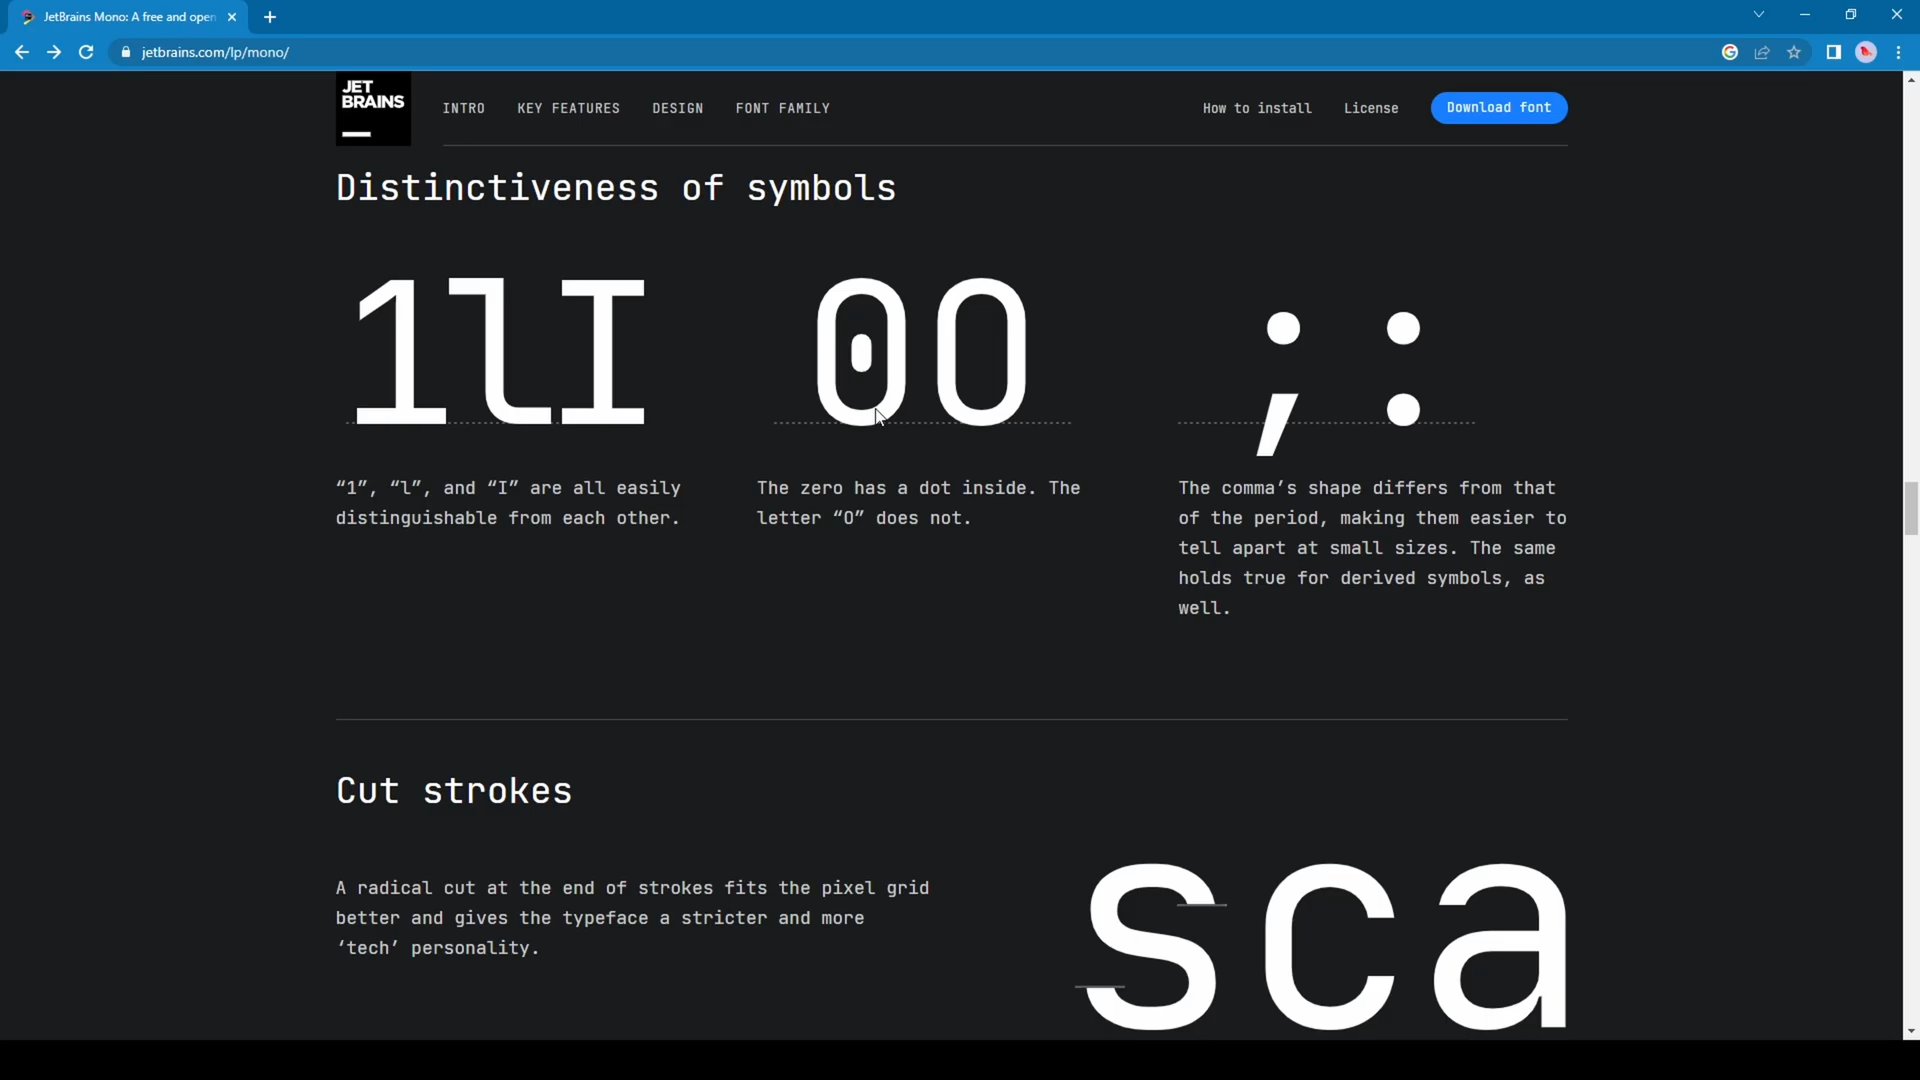 JetBrains Mono: A free and open
jetbrains.com/lp/mono/
JET
BRAINS
INTRO KEY FEATURES DESIGN FONT FAMILY How to install License Download font
Distinctiveness of symbols
1lI 0O ;:
“1”, “l”, and “I” are all easily
distinguishable from each other.
The zero has a dot inside. The
letter “O” does not.
The comma’s shape differs from that
of the period, making them easier to
tell apart at small sizes. The same
holds true for derived symbols, as
well.
Cut strokes
A radical cut at the end of strokes fits the pixel grid
better and gives the typeface a stricter and more
‘tech’ personality.
sca